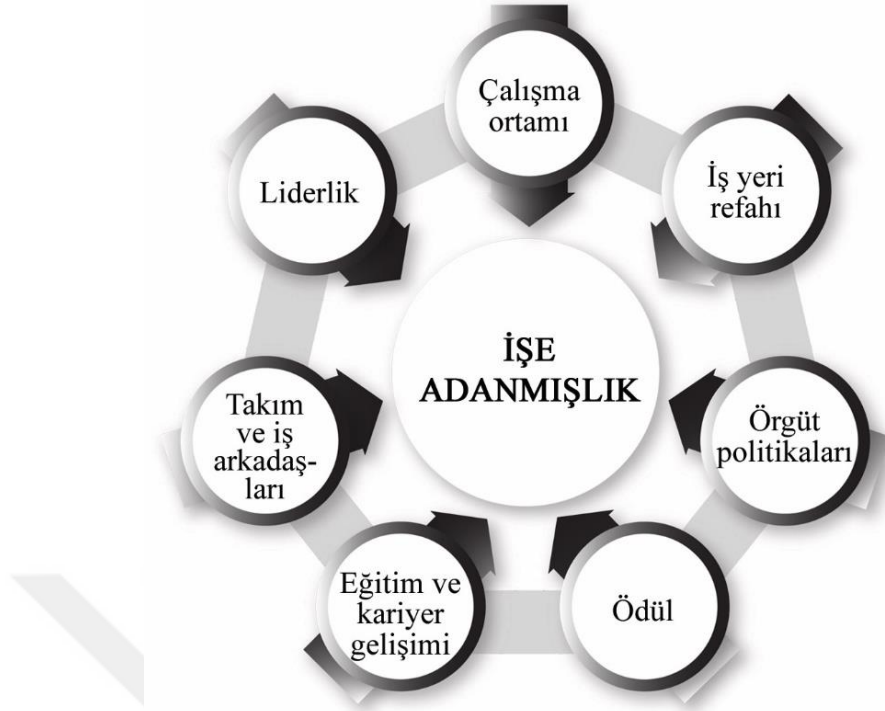 Çalışma
ortamı
İş yeri
refahı
Örgüt
politikaları
Ödül
Eğitim ve
kariyer
gelişimi
Takım
ve iş
arkadaş-
ları
Liderlik
İŞE
ADANMIŞLIK